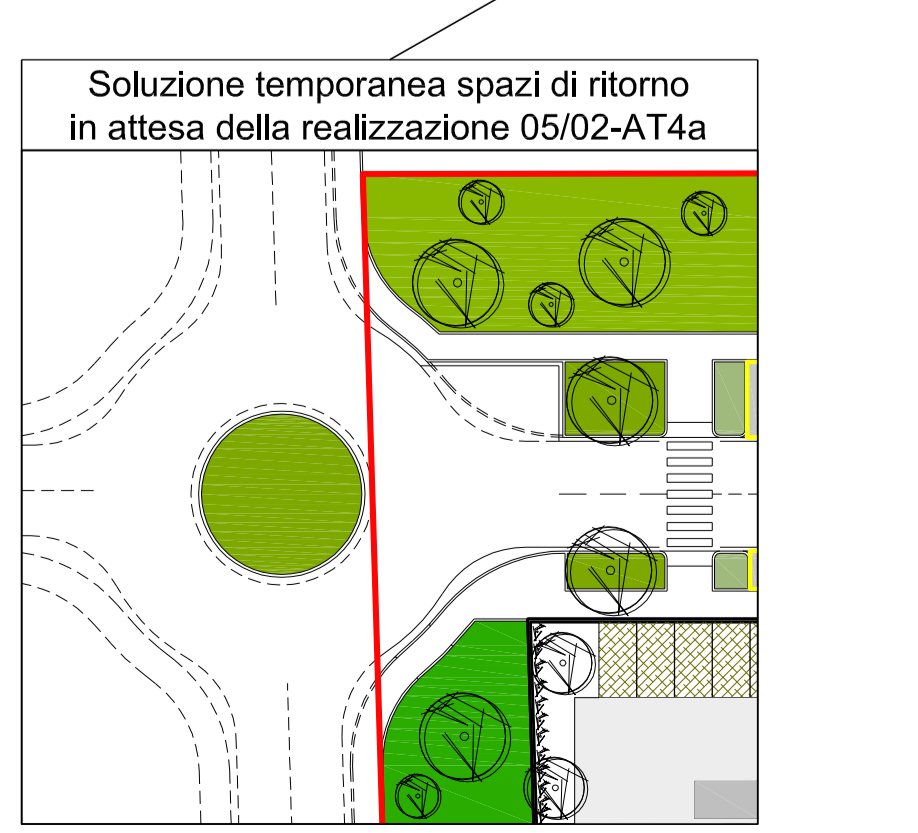 Soluzione temporanea spazi di ritorno
in attesa della realizzazione 05/02-AT4a